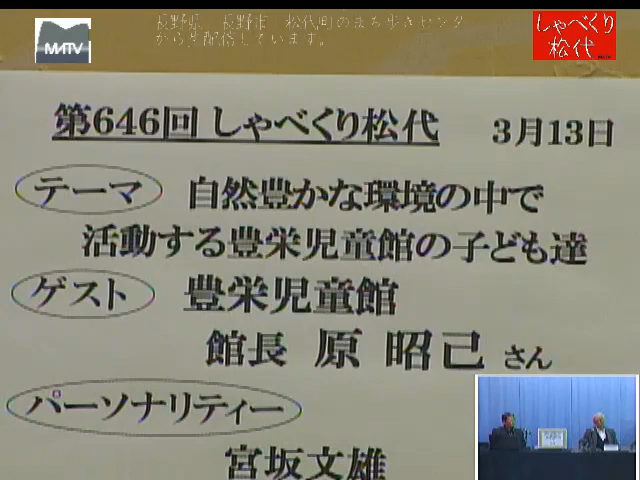 長野県 長野市 松代町のまち歩きセンター
から生配信しています。
MATV
しゃべくり
松代
第646回 しゃべくり松代 3月13日
テーマ 自然豊かな環境の中で
活動する豊栄児童館の子ども達
ゲスト 豊栄児童館
館長 原 昭己 さん
パーソナリティー
宮坂文雄